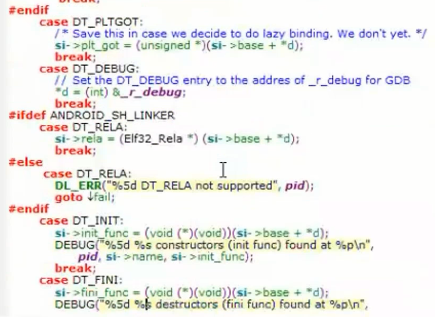 break;
#endif
case DT_PLTGOT:
/* Save this in case we decide to do lazy binding. We don't yet. */
si->plt_got = (unsigned *)(si->base + *d);
break;
case DT_DEBUG:
// Set the DT_DEBUG entry to the addres of _r_debug for GDB
*d = (int) &_r_debug;
break;
#ifdef ANDROID_SH_LINKER
case DT_RELA:
si->rela = (Elf32_Rela *) (si->base + *d);
break;
#else
case DT_RELA:
DL_ERR("%5d DT_RELA not supported", pid);
goto ↓fail;
#endif
case DT_INIT:
si->init_func = (void (*)(void))(si->base + *d);
DEBUG("%5d %s constructors (init func) found at %p\n",
pid, si->name, si->init_func);
break;
case DT_FINI:
si->fini_func = (void (*)(void))(si->base + *d);
DEBUG("%5d %s destructors (fini func) found at %p\n",